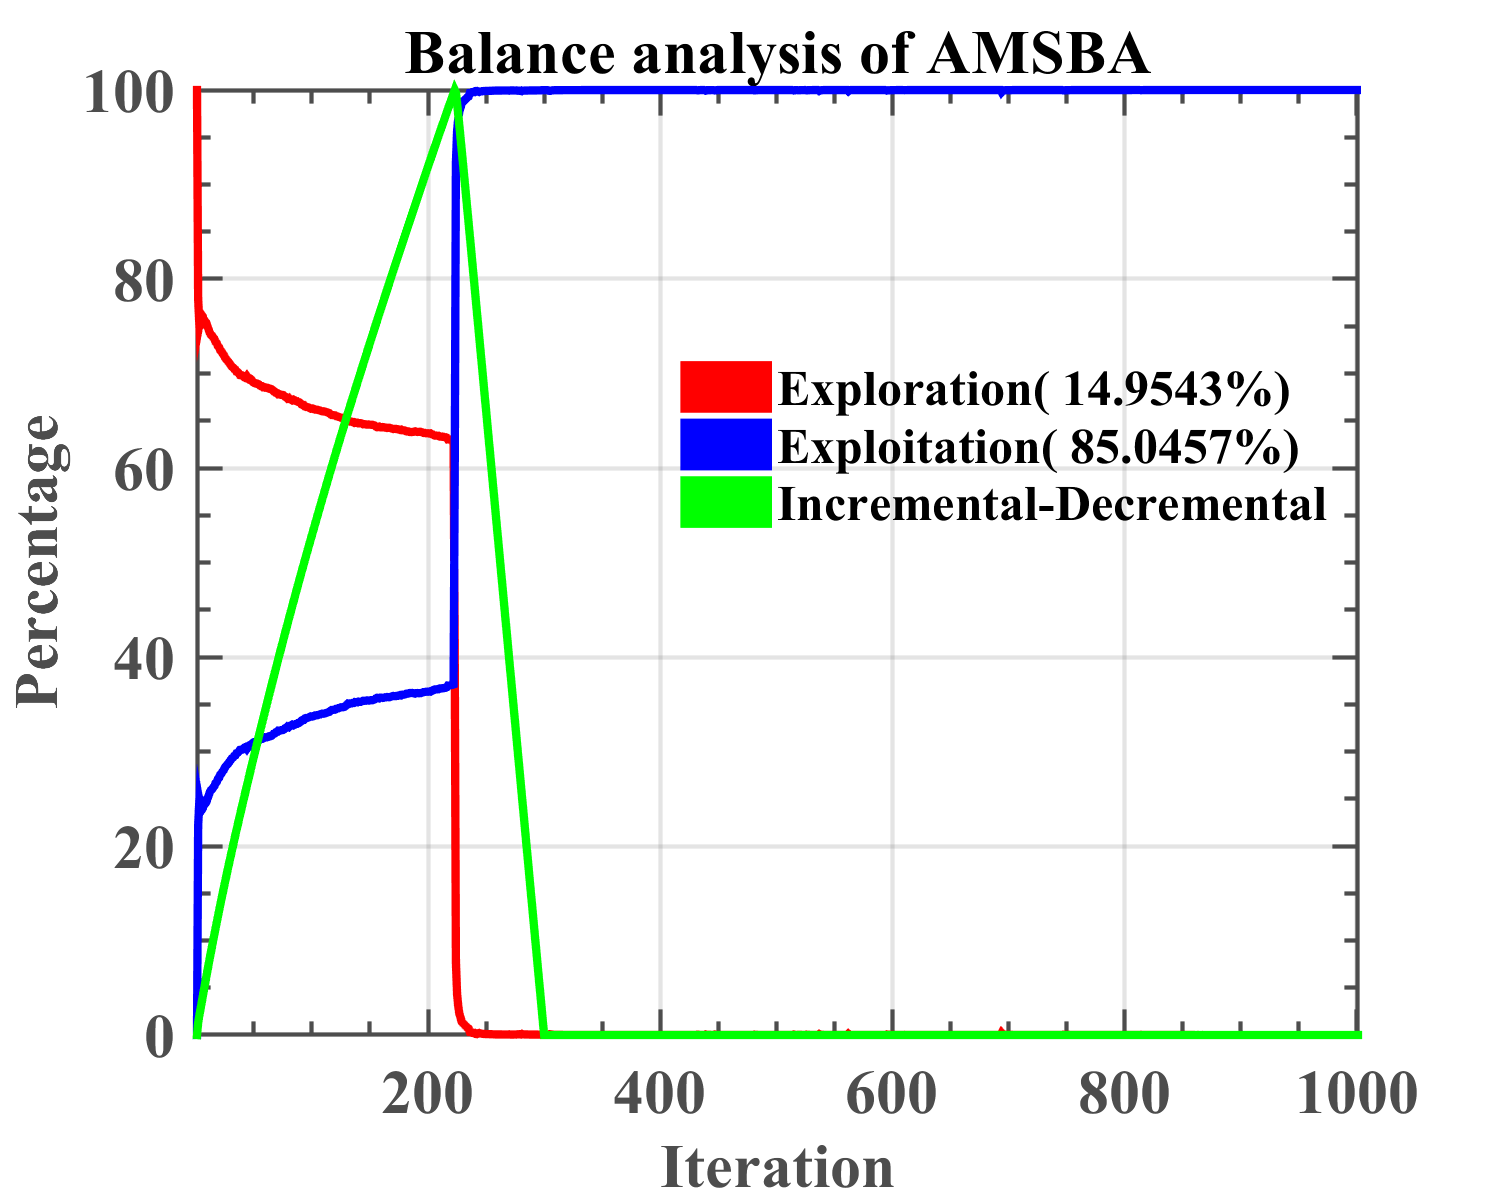 Balance analysis of AMSBA
100
80
60
40
20
0
Percentage
Exploration( 14.9543%)
Exploitation( 85.0457%)
Incremental-Decremental
200 400 600 800 1000
Iteration